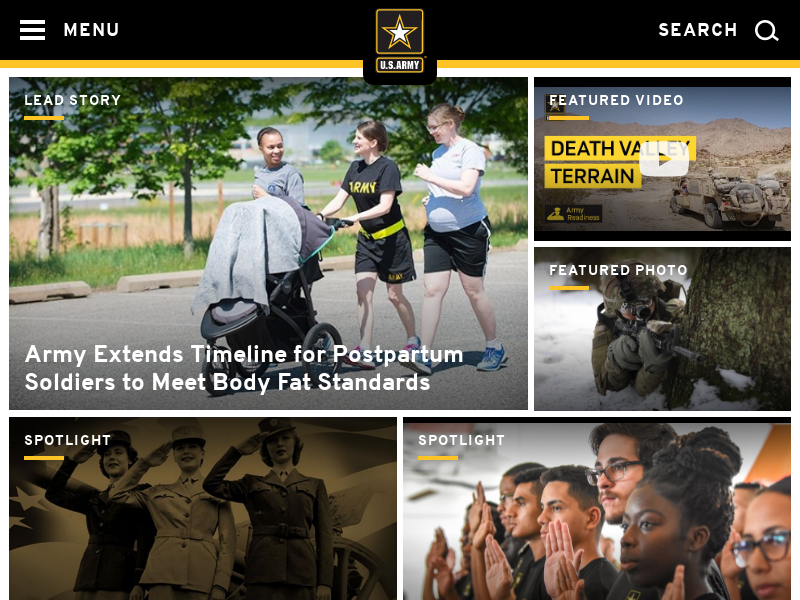 MENU
U.S.ARMY
SEARCH
LEAD STORY
ARMY
ARMY
Army Extends Timeline for Postpartum
Soldiers to Meet Body Fat Standards
FEATURED VIDEO
DEATH VALLEY
TERRAIN
Army
Readiness
FEATURED PHOTO
SPOTLIGHT
SPOTLIGHT